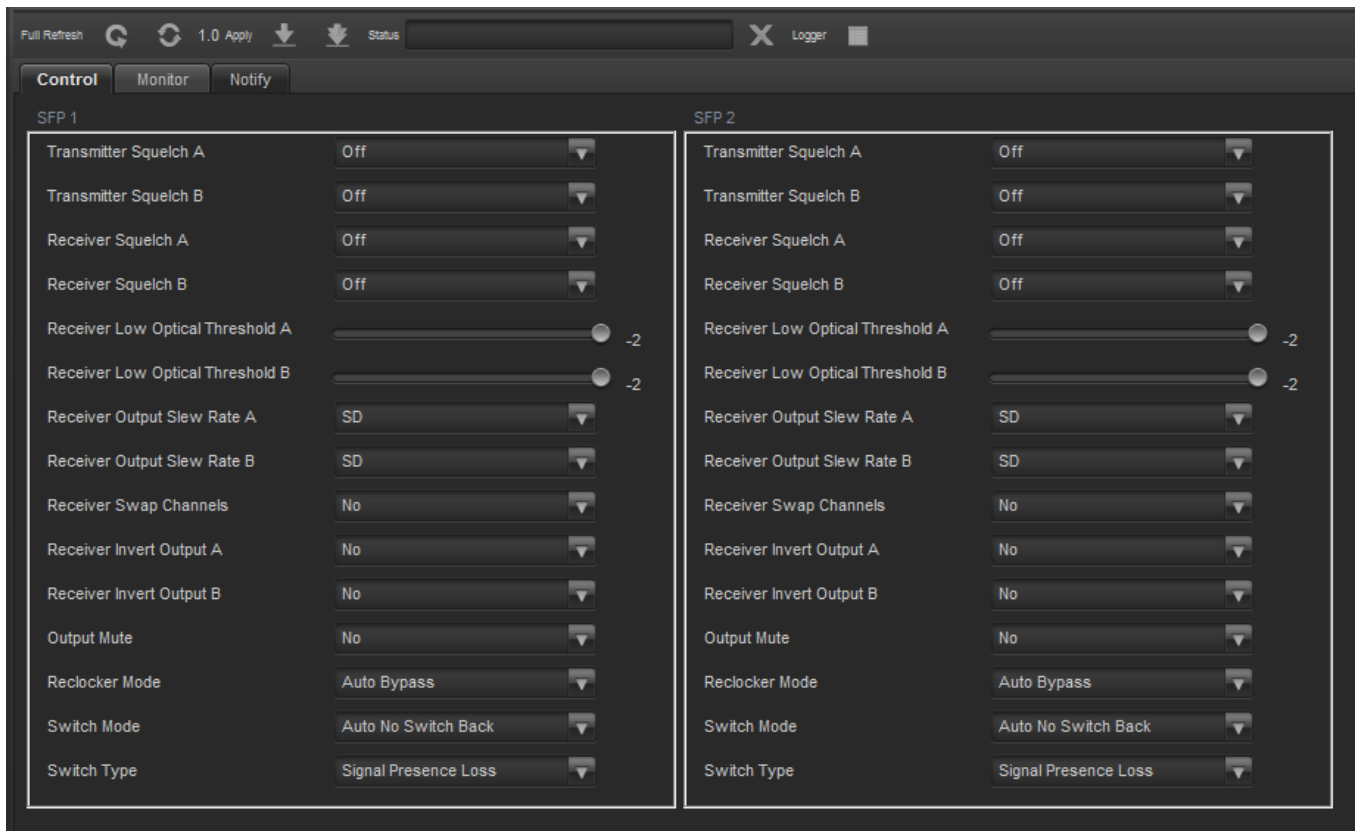 Full Refresh 1.0 Apply Status Logger
Control Monitor Notify
SFP 1
Transmitter Squelch A Off
Transmitter Squelch B Off
Receiver Squelch A Off
Receiver Squelch B Off
Receiver Low Optical Threshold A -2
Receiver Low Optical Threshold B -2
Receiver Output Slew Rate A SD
Receiver Output Slew Rate B SD
Receiver Swap Channels No
Receiver Invert Output A No
Receiver Invert Output B No
Output Mute No
Reclocker Mode Auto Bypass
Switch Mode Auto No Switch Back
Switch Type Signal Presence Loss
SFP 2
Transmitter Squelch A Off
Transmitter Squelch B Off
Receiver Squelch A Off
Receiver Squelch B Off
Receiver Low Optical Threshold A -2
Receiver Low Optical Threshold B -2
Receiver Output Slew Rate A SD
Receiver Output Slew Rate B SD
Receiver Swap Channels No
Receiver Invert Output A No
Receiver Invert Output B No
Output Mute No
Reclocker Mode Auto Bypass
Switch Mode Auto No Switch Back
Switch Type Signal Presence Loss